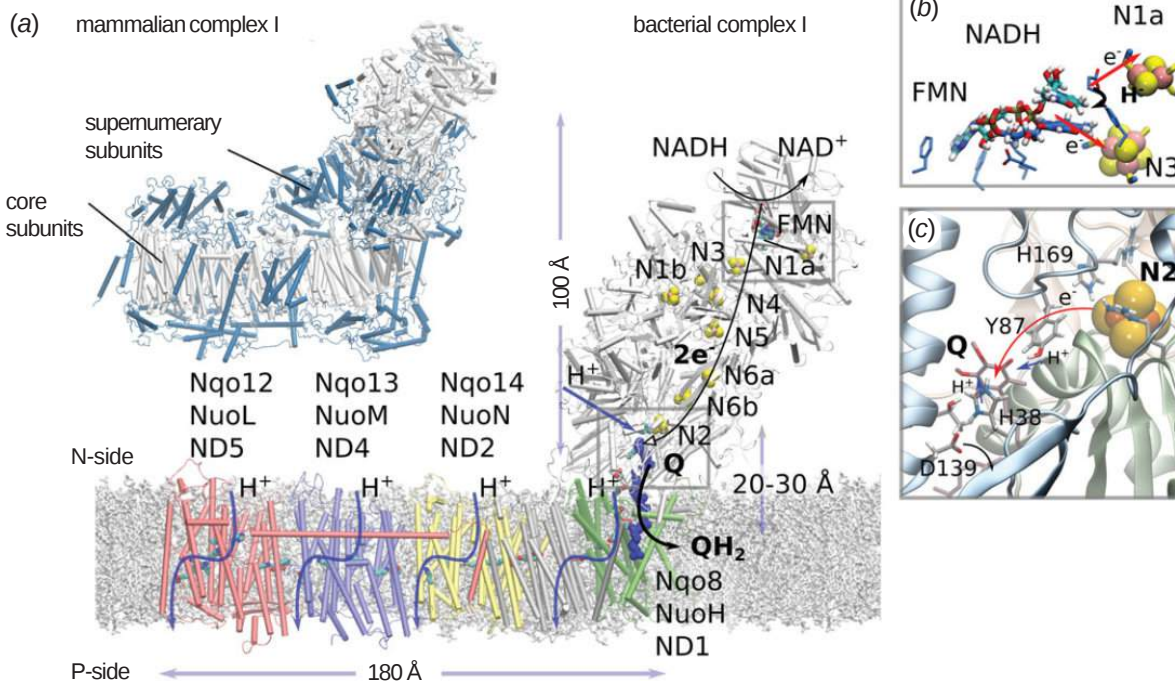 (a)
mammalian complex I
bacterial complex I
supernumerary
subunits
core
subunits
100 Å
NADH
NAD+
FMN
N3
N1a
N1b
N4
N5
2e-
N6a
H+
N6b
N2
Q
20-30 Å
Nqo12
NuoL
ND5
Nqo13
NuoM
ND4
Nqo14
NuoN
ND2
N-side
H+
H+
H+
H+
QH2
Nqo8
NuoH
ND1
P-side
180 Å
(b)
N1a
NADH
e-
FMN
H-
e-
N3
(c)
H169
N2
e-
Y87
Q
H+
H+
H38
D139